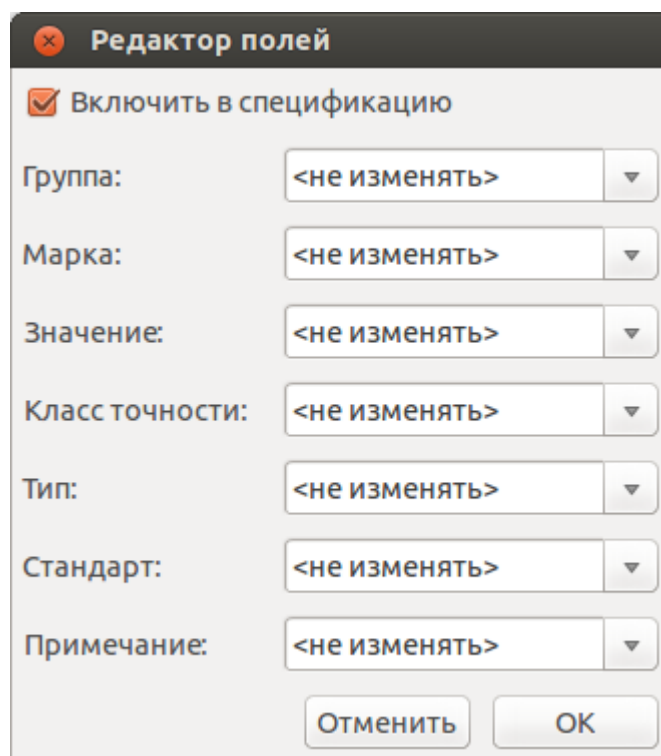 Редактор полей
Включить в спецификацию
Группа: <не изменять>
Марка: <не изменять>
Значение: <не изменять>
Класс точности: <не изменять>
Тип: <не изменять>
Стандарт: <не изменять>
Примечание: <не изменять>
Отменить OK